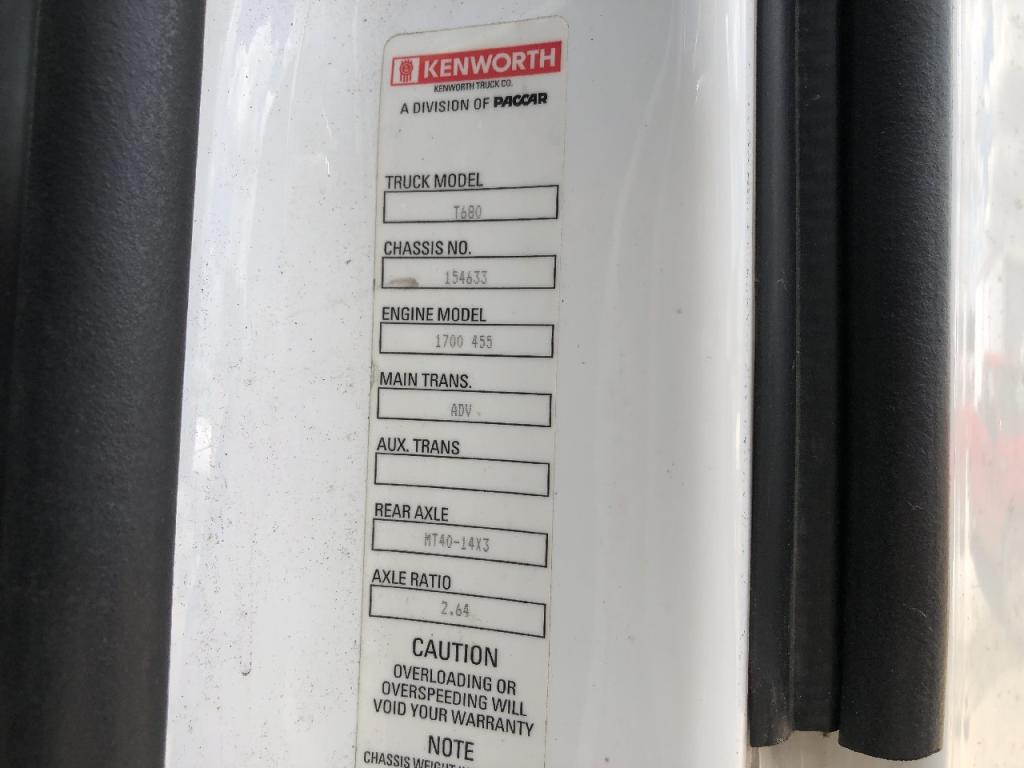 KENWORTH
KENWORTH TRUCK CO.
A DIVISION OF PACCAR
TRUCK MODEL
T680
CHASSIS NO.
154633
ENGINE MODEL
1700 455
MAIN TRANS.
ADV
AUX. TRANS
REAR AXLE
MT40-14X3
AXLE RATIO
2.64
CAUTION
OVERLOADING OR
OVERSPEEDING WILL
VOID YOUR WARRANTY
NOTE
CHASSIS WEIGHT